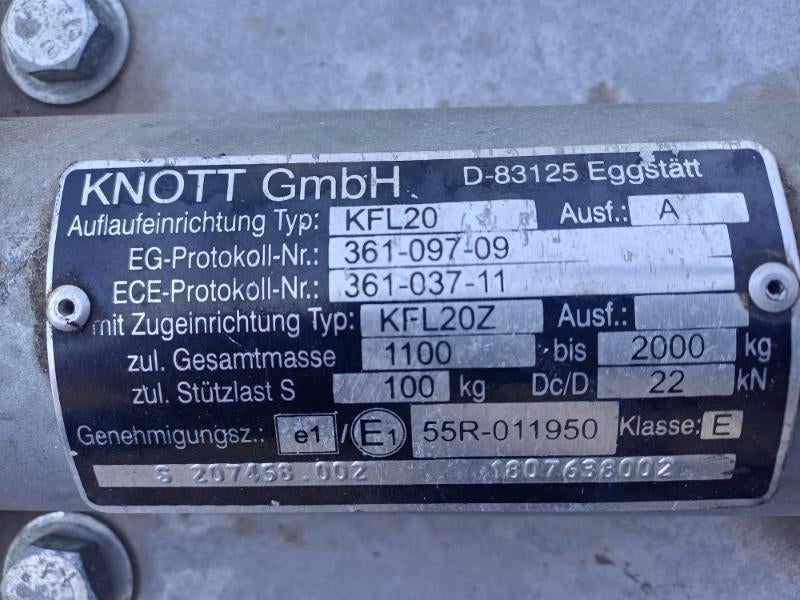 KNOTT GmbH D-83125 Eggstätt
Auflaufeinrichtung Typ: KFL20 Ausf.: A
EG-Protokoll-Nr.: 361-097-09
ECE-Protokoll-Nr.: 361-037-11
mit Zugeinrichtung Typ: KFL20Z Ausf.:
zul. Gesamtmasse 1100 bis 2000 kg
zul. Stützlast S 100 kg Dc/D 22 kN
Genehmigungsz.: e1 / E1 55R-011950 Klasse: E
S 207458.002 1807638002